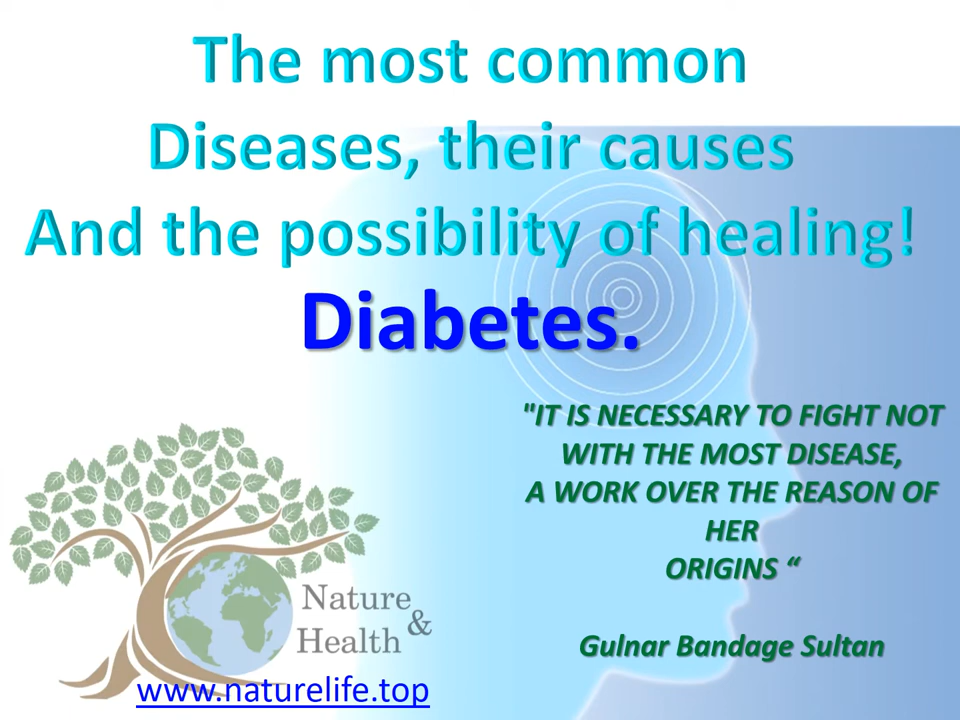 The most common
Diseases, their causes
And the possibility of healing!
Diabetes.
"IT IS NECESSARY TO FIGHT NOT
WITH THE MOST DISEASE,
A WORK OVER THE REASON OF
HER
ORIGINS “
Gulnar Bandage Sultan
Nature
&
Health
www.naturelife.top